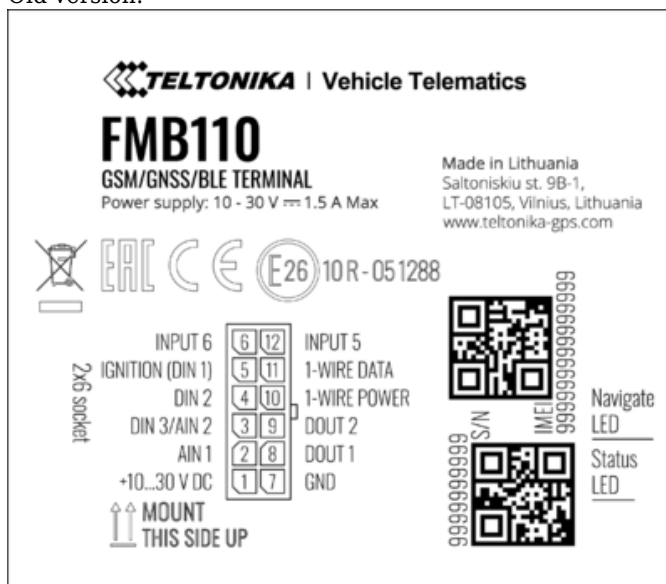 Old version:
TELTONIKA | Vehicle Telematics
FMB110
GSM/GNSS/BLE TERMINAL
Power supply: 10 - 30 V ⎓ 1.5 A Max
Made in Lithuania
Saltoniskiu st. 9B-1,
LT-08105, Vilnius, Lithuania
www.teltonika-gps.com
EAC CE E26 10R-051288
2x6 socket
INPUT 6 6 12 INPUT 5
IGNITION (DIN 1) 5 11 1-WIRE DATA
DIN 2 4 10 1-WIRE POWER
DIN 3/AIN 2 3 9 DOUT 2
AIN 1 2 8 DOUT 1
+10...30 V DC 1 7 GND
MOUNT
THIS SIDE UP
S/N
IMEI
Navigate
LED
Status
LED